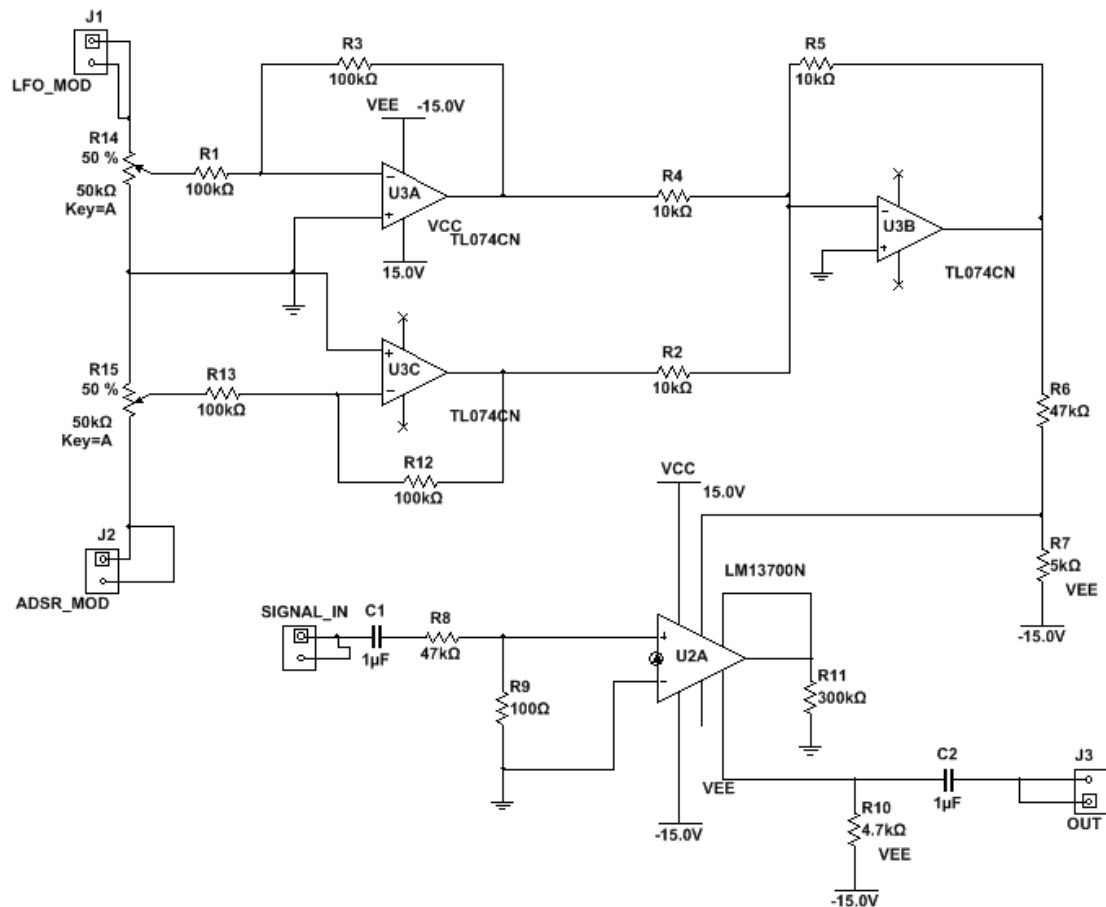 J1
LFO_MOD
R14
50 %
50kΩ
Key=A
R1
100kΩ
R3
100kΩ
VEE
-15.0V
U3A
VCC
TL074CN
15.0V
R5
10kΩ
R4
10kΩ
U3B
TL074CN
R15
50 %
50kΩ
Key=A
R13
100kΩ
U3C
TL074CN
R12
100kΩ
R2
10kΩ
R6
47kΩ
J2
ADSR_MOD
VCC
15.0V
R7
5kΩ
VEE
-15.0V
LM13700N
SIGNAL_IN
C1
1µF
R8
47kΩ
R9
100Ω
U2A
R11
300kΩ
VEE
-15.0V
R10
4.7kΩ
VEE
-15.0V
C2
1µF
J3
OUT